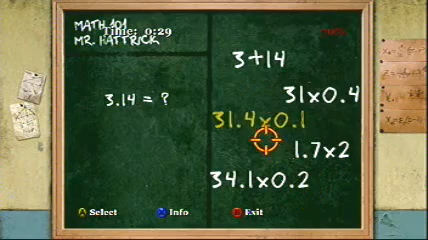 MATH 101
Time: 0:29
MR. HATTRICK
3+14
31x0.4
3.14 = ?
31.4x0.1
1.7x2
34.1x0.2
A Select
X Info
B Exit